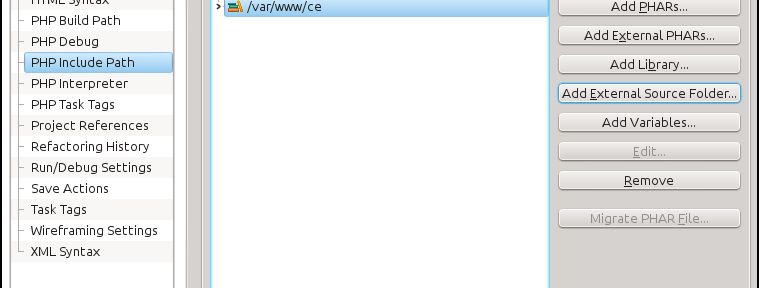 HTML Syntax
PHP Build Path
PHP Debug
PHP Include Path
PHP Interpreter
PHP Task Tags
Project References
Refactoring History
Run/Debug Settings
Save Actions
Task Tags
Wireframing Settings
XML Syntax
/var/www/ce
Add PHARs...
Add External PHARs...
Add Library...
Add External Source Folder...
Add Variables...
Edit...
Remove
Migrate PHAR File...